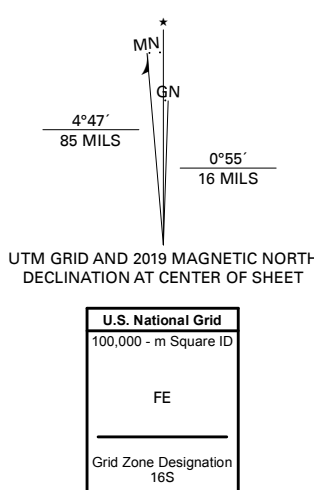 ★
MN
GN
4°47´
85 MILS
0°55´
16 MILS
UTM GRID AND 2019 MAGNETIC NORTH
DECLINATION AT CENTER OF SHEET
U.S. National Grid
100,000 - m Square ID
FE
Grid Zone Designation
16S